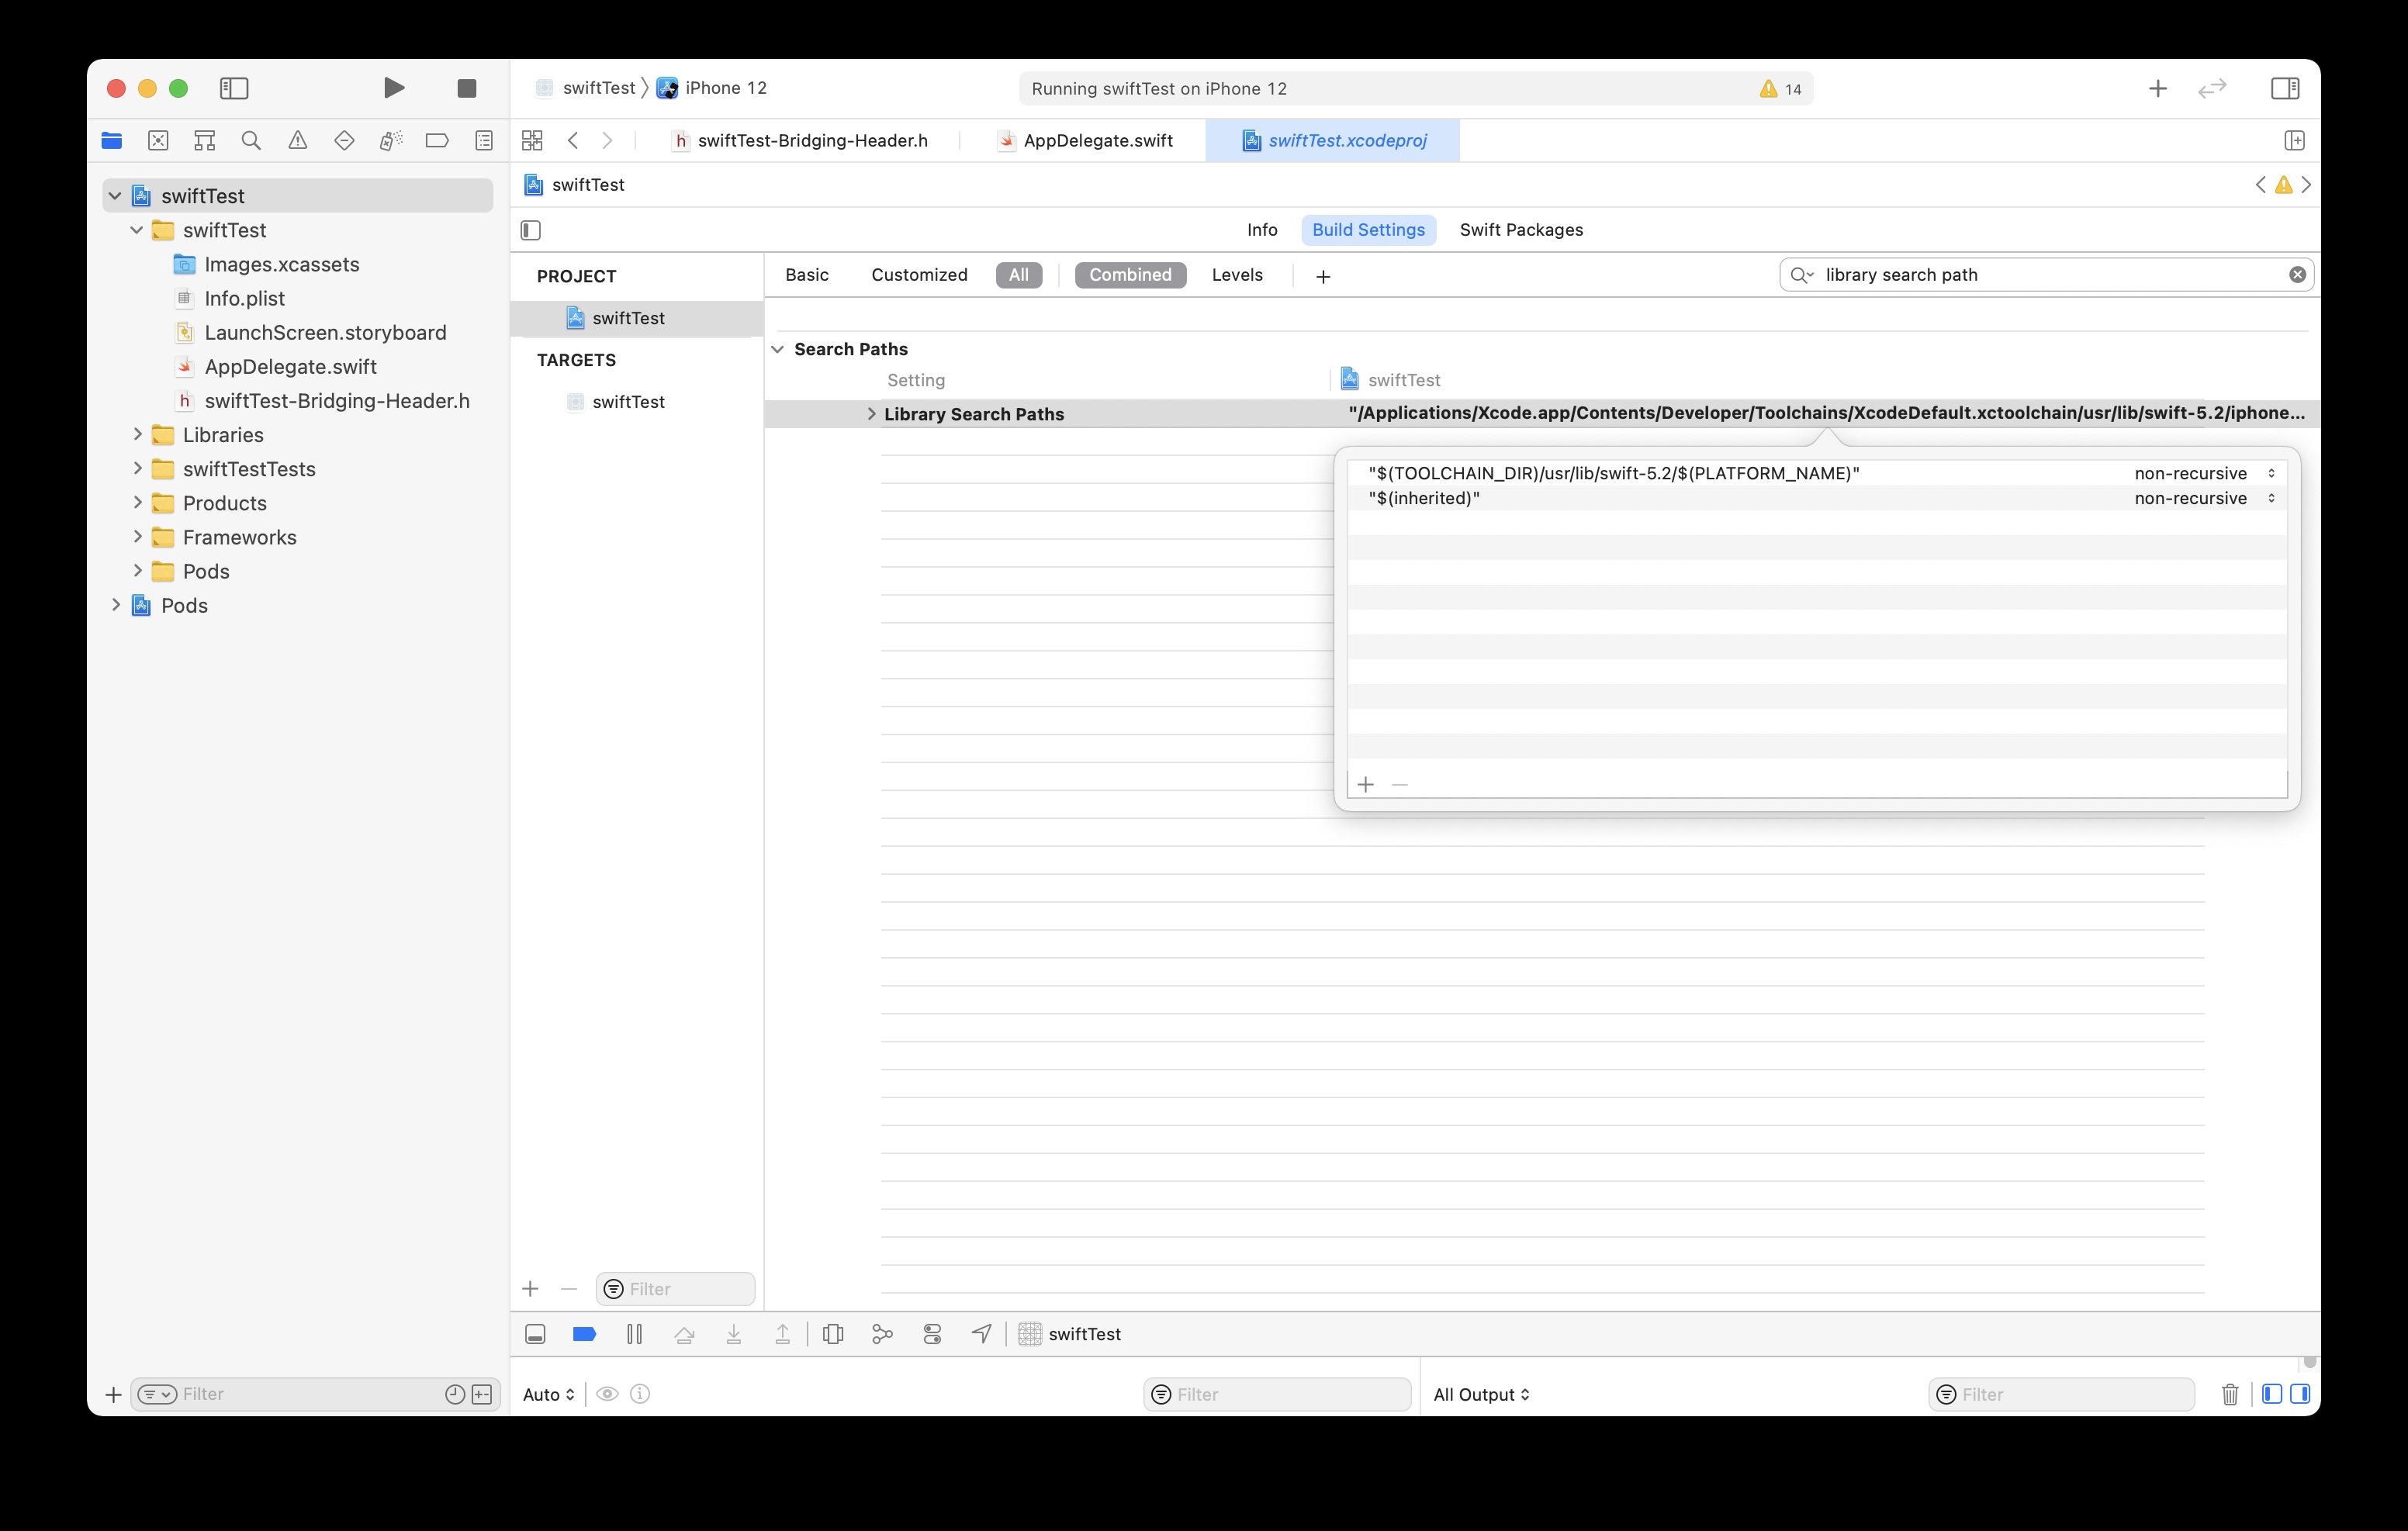 swiftTest
iPhone 12
Running swiftTest on iPhone 12
14
swiftTest-Bridging-Header.h
AppDelegate.swift
swiftTest.xcodeproj
swiftTest
swiftTest
Images.xcassets
Info.plist
LaunchScreen.storyboard
AppDelegate.swift
swiftTest-Bridging-Header.h
Libraries
swiftTestTests
Products
Frameworks
Pods
Pods
Filter
swiftTest
Info
Build Settings
Swift Packages
PROJECT
swiftTest
TARGETS
swiftTest
Filter
Basic
Customized
All
Combined
Levels
library search path
Search Paths
Setting
swiftTest
Library Search Paths
"/Applications/Xcode.app/Contents/Developer/Toolchains/XcodeDefault.xctoolchain/usr/lib/swift-5.2/iphone...
"$(TOOLCHAIN_DIR)/usr/lib/swift-5.2/$(PLATFORM_NAME)" non-recursive
"$(inherited)" non-recursive
swiftTest
Auto
Filter
All Output
Filter